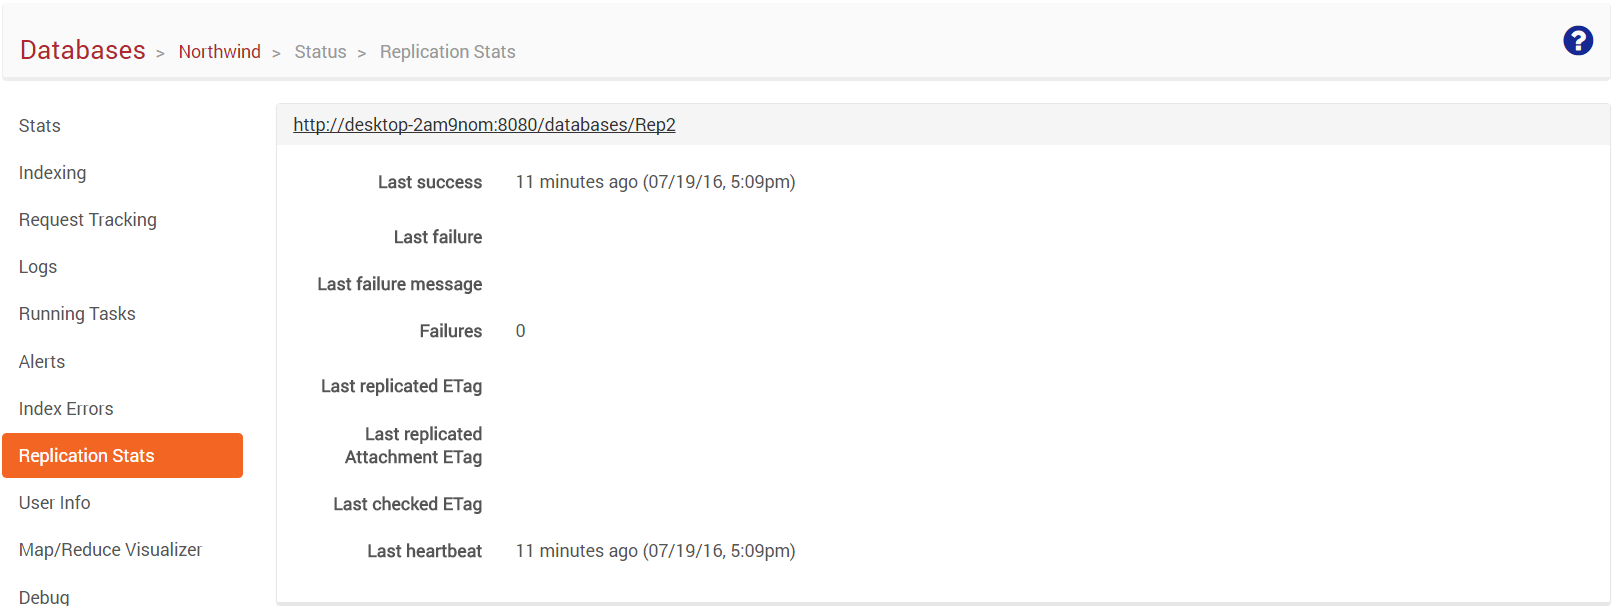 Databases > Northwind > Status > Replication Stats
?
Stats
Indexing
Request Tracking
Logs
Running Tasks
Alerts
Index Errors
Replication Stats
User Info
Map/Reduce Visualizer
Debug
http://desktop-2am9nom:8080/databases/Rep2
Last success 11 minutes ago (07/19/16, 5:09pm)
Last failure
Last failure message
Failures 0
Last replicated ETag
Last replicated
Attachment ETag
Last checked ETag
Last heartbeat 11 minutes ago (07/19/16, 5:09pm)